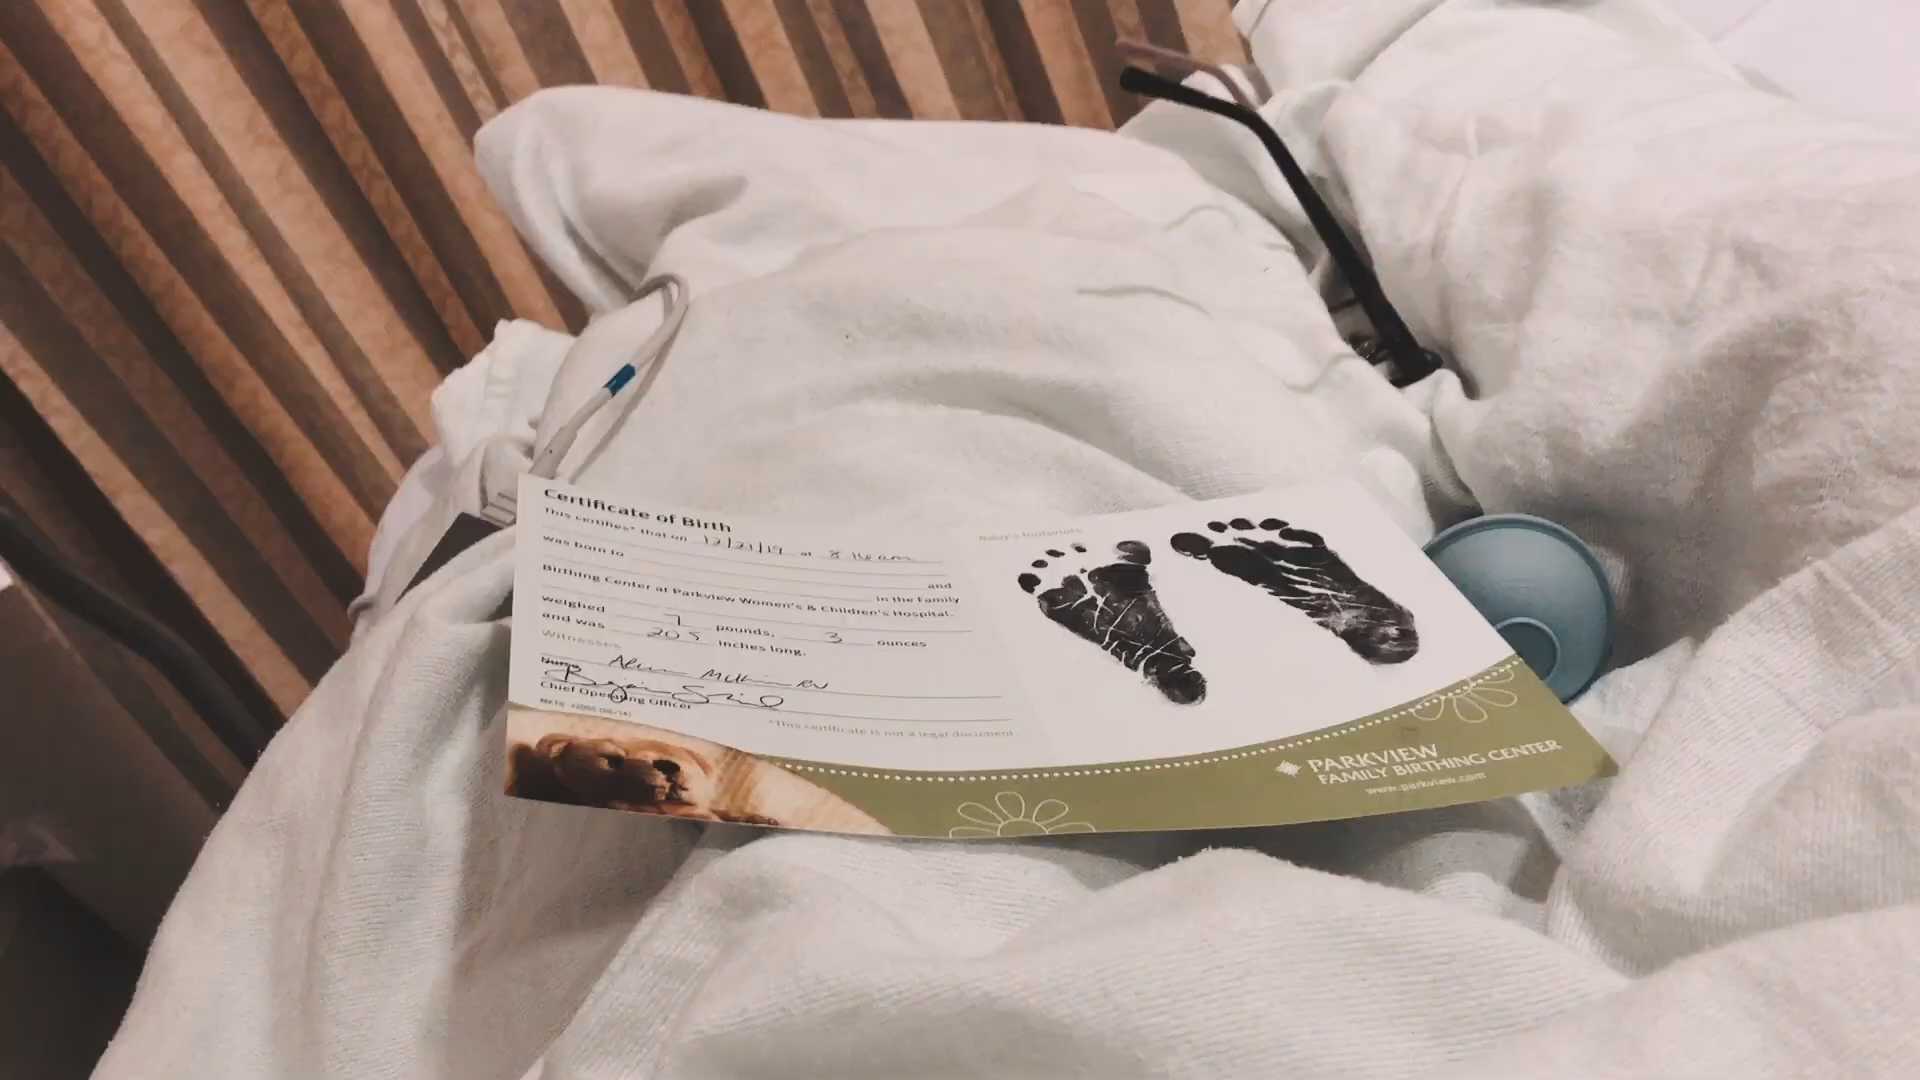 Certificate of Birth
This certifies* that on 12/21/19 at 8:16 am
was born to
and
in the Family
Birthing Center at Parkview Women's & Children's Hospital.
weighed 7 pounds, 3 ounces
and was 20.5 inches long.
Witnesses
Nurse RN
Chief Operating Officer
*This certificate is not a legal document.
Baby's footprints
PARKVIEW
FAMILY BIRTHING CENTER
www.parkview.com